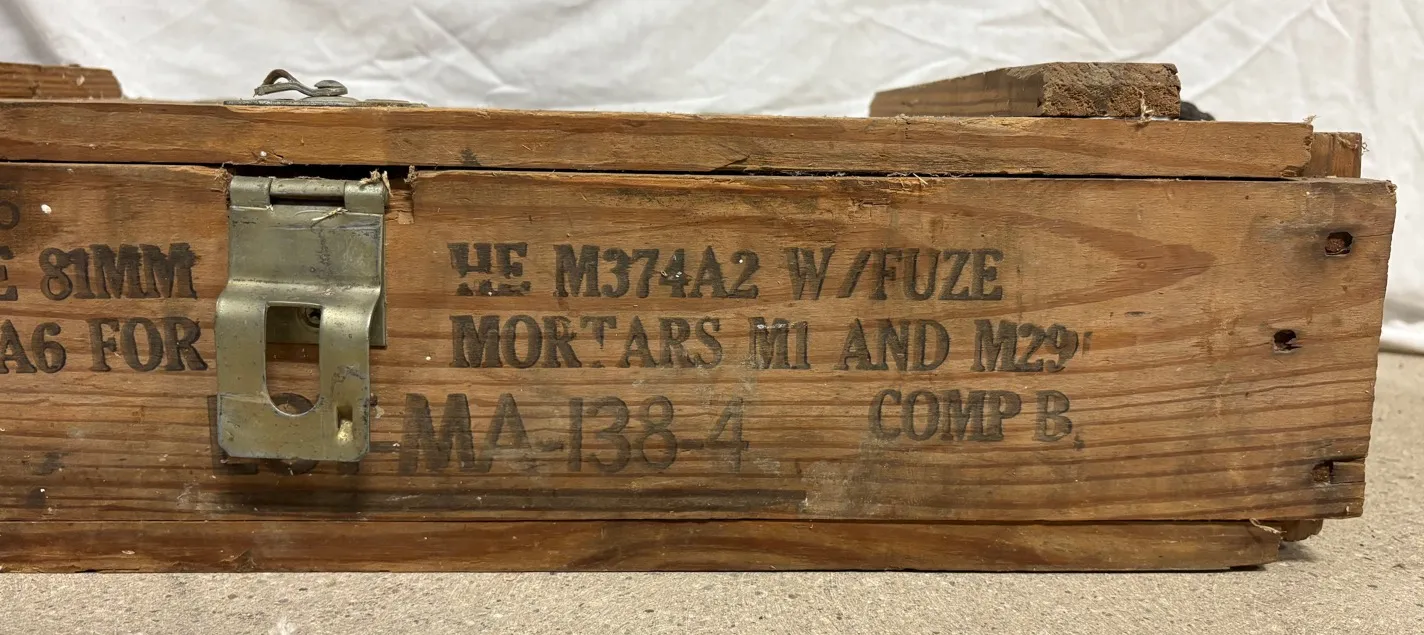 E 81MM HE M374A2 W/FUZE
A6 FOR MORTARS M1 AND M29
-MA-138-4 COMP B.